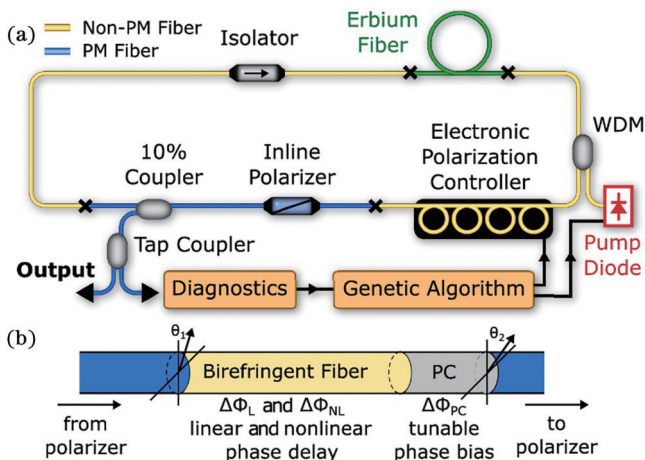 (a)
Non-PM Fiber
PM Fiber
Isolator
Erbium
Fiber
WDM
10%
Coupler
Inline
Polarizer
Electronic
Polarization
Controller
Tap Coupler
Pump
Diode
Output
Diagnostics
Genetic Algorithm
(b)
θ1
θ2
Birefringent Fiber
PC
from
polarizer
ΔΦL and ΔΦNL
linear and nonlinear
phase delay
ΔΦPC
tunable
phase bias
to
polarizer